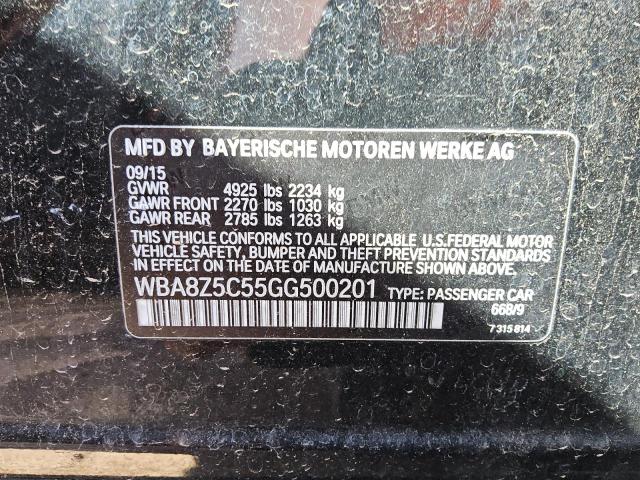 MFD BY BAYERISCHE MOTOREN WERKE AG
09/15
GVWR 4925 lbs 2234 kg
GAWR FRONT 2270 lbs 1030 kg
GAWR REAR 2785 lbs 1263 kg
THIS VEHICLE CONFORMS TO ALL APPLICABLE U.S.FEDERAL MOTOR
VEHICLE SAFETY, BUMPER AND THEFT PREVENTION STANDARDS
IN EFFECT ON THE DATE OF MANUFACTURE SHOWN ABOVE.
WBA8Z5C55GG500201 TYPE: PASSENGER CAR
668/9
7 315 814